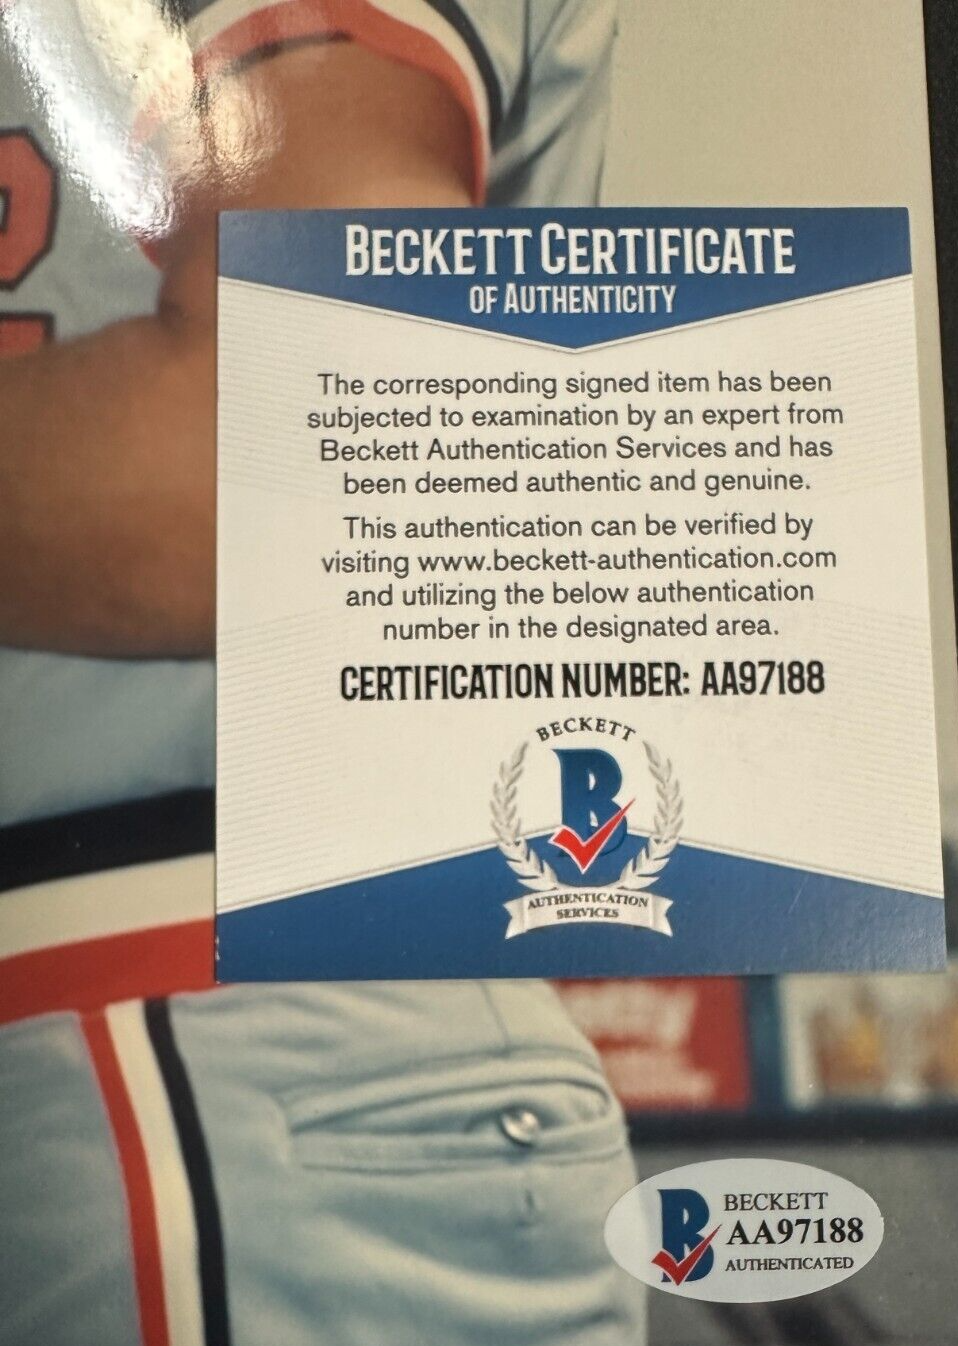 BECKETT CERTIFICATE
OF AUTHENTICITY
The corresponding signed item has been
subjected to examination by an expert from
Beckett Authentication Services and has
been deemed authentic and genuine.
This authentication can be verified by
visiting www.beckett-authentication.com
and utilizing the below authentication
number in the designated area.
CERTIFICATION NUMBER: AA97188
BECKETT
B
AUTHENTICATION
SERVICES
B
BECKETT
AA97188
AUTHENTICATED